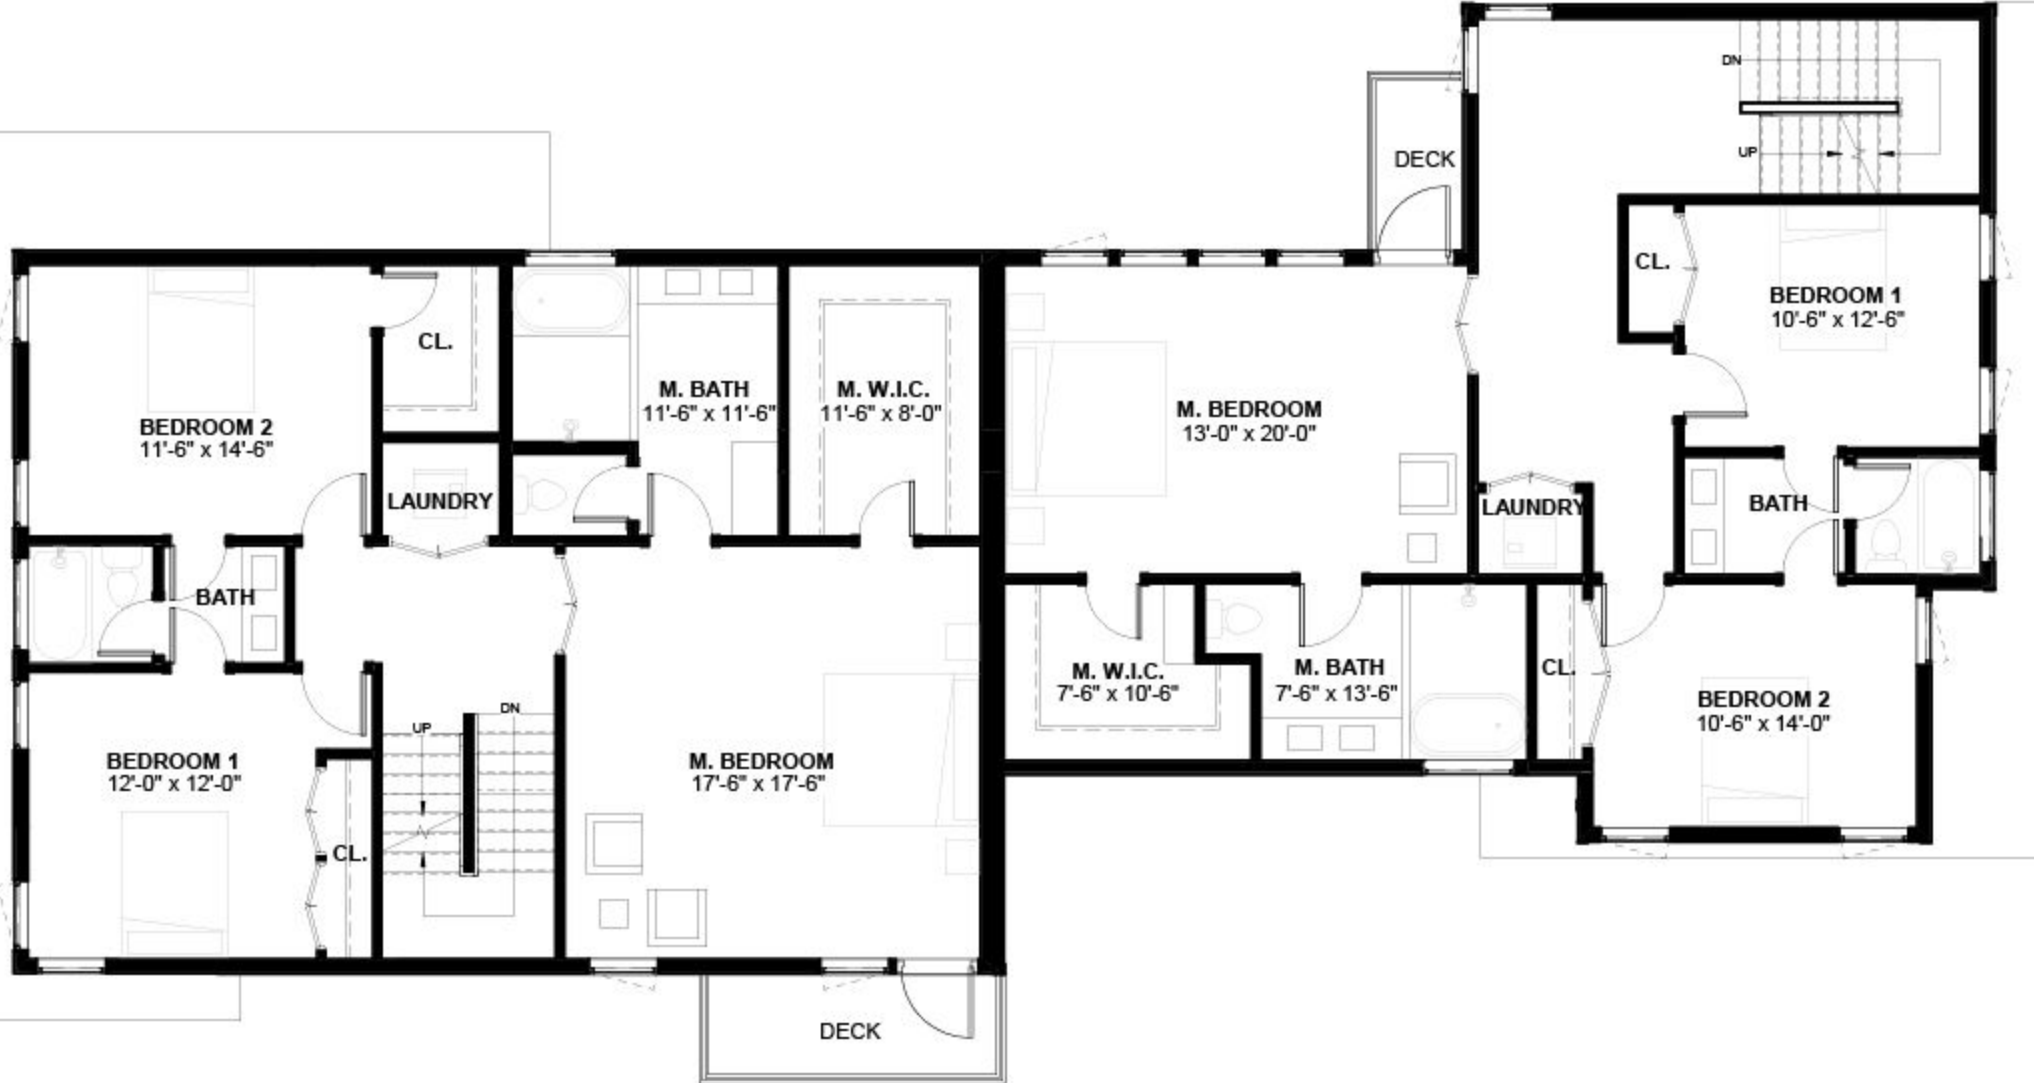 BEDROOM 2
11'-6" x 14'-6"
CL.
LAUNDRY
M. BATH
11'-6" x 11'-6"
M. W.I.C.
11'-6" x 8'-0"
BATH
BEDROOM 1
12'-0" x 12'-0"
CL.
UP
DN
M. BEDROOM
17'-6" x 17'-6"
DECK
DECK
DN
UP
M. BEDROOM
13'-0" x 20'-0"
CL.
BEDROOM 1
10'-6" x 12'-6"
LAUNDRY
BATH
M. W.I.C.
7'-6" x 10'-6"
M. BATH
7'-6" x 13'-6"
CL.
BEDROOM 2
10'-6" x 14'-0"